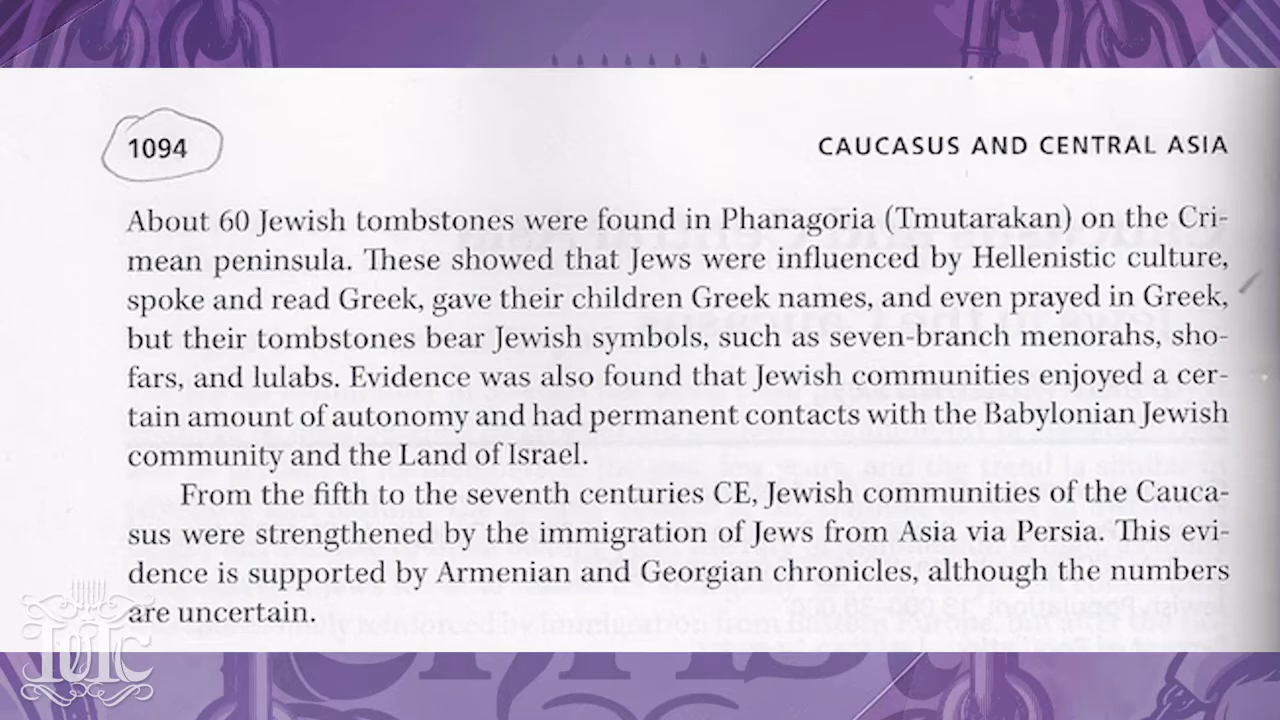 1094
CAUCASUS AND CENTRAL ASIA
About 60 Jewish tombstones were found in Phanagoria (Tmutarakan) on the Cri-
mean peninsula. These showed that Jews were influenced by Hellenistic culture,
spoke and read Greek, gave their children Greek names, and even prayed in Greek,
but their tombstones bear Jewish symbols, such as seven-branch menorahs, sho-
fars, and lulabs. Evidence was also found that Jewish communities enjoyed a cer-
tain amount of autonomy and had permanent contacts with the Babylonian Jewish
community and the Land of Israel.
From the fifth to the seventh centuries CE, Jewish communities of the Cauca-
sus were strengthened by the immigration of Jews from Asia via Persia. This evi-
dence is supported by Armenian and Georgian chronicles, although the numbers
are uncertain.
IUIC